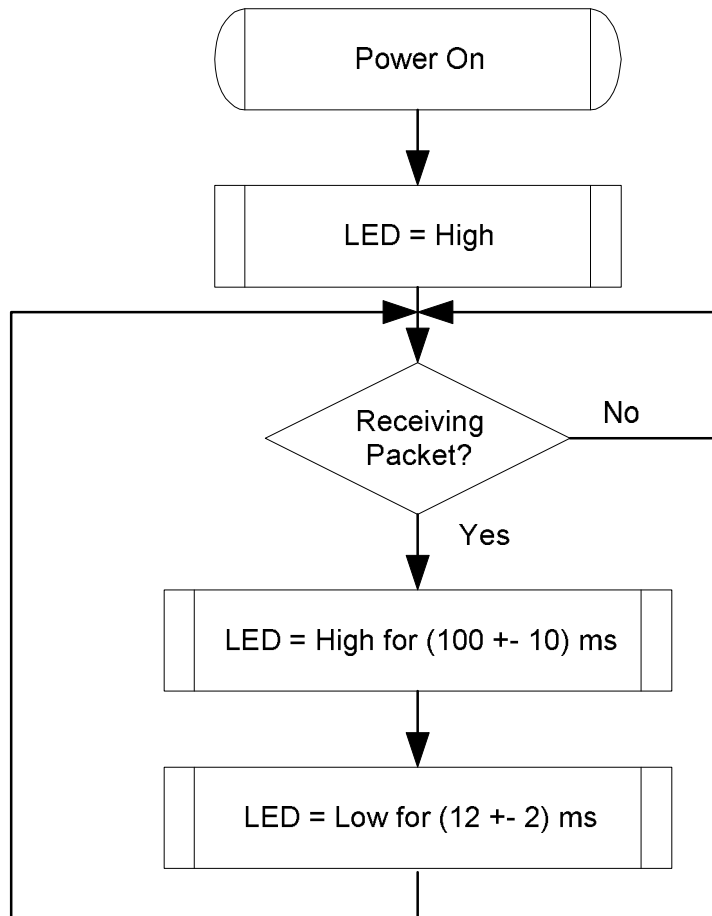 Power On
LED = High
Receiving
Packet?
No
Yes
LED = High for (100 +- 10) ms
LED = Low for (12 +- 2) ms